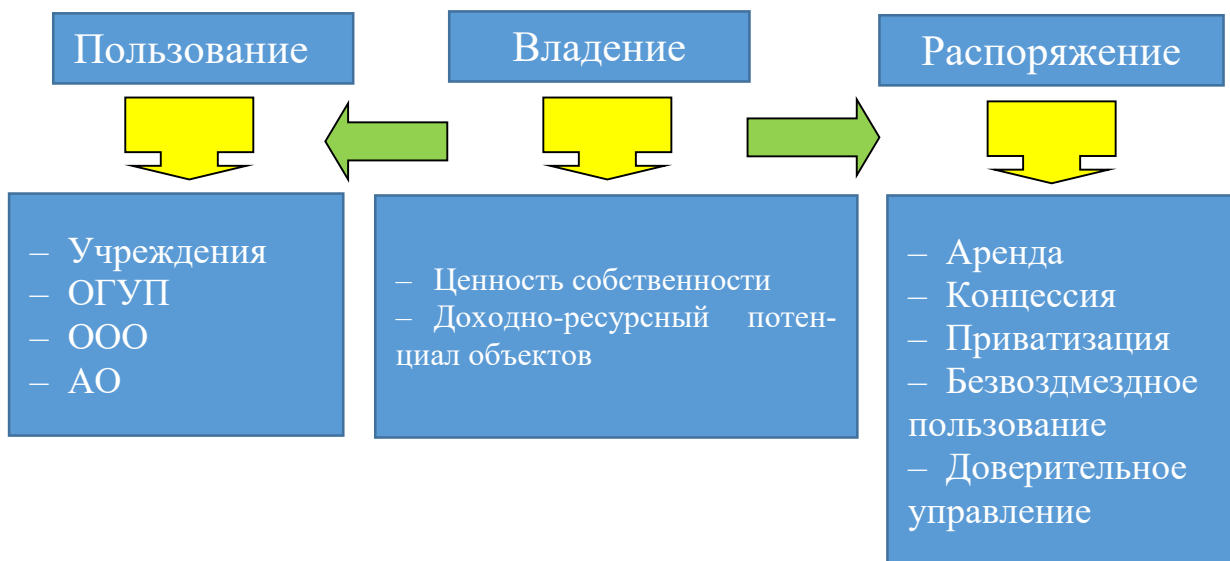 Пользование
Владение
Распоряжение
– Учреждения
– ОГУП
– ООО
– АО
– Ценность собственности
– Доходно-ресурсный потен-
циал объектов
– Аренда
– Концессия
– Приватизация
– Безвоздмездное
пользование
– Доверительное
управление